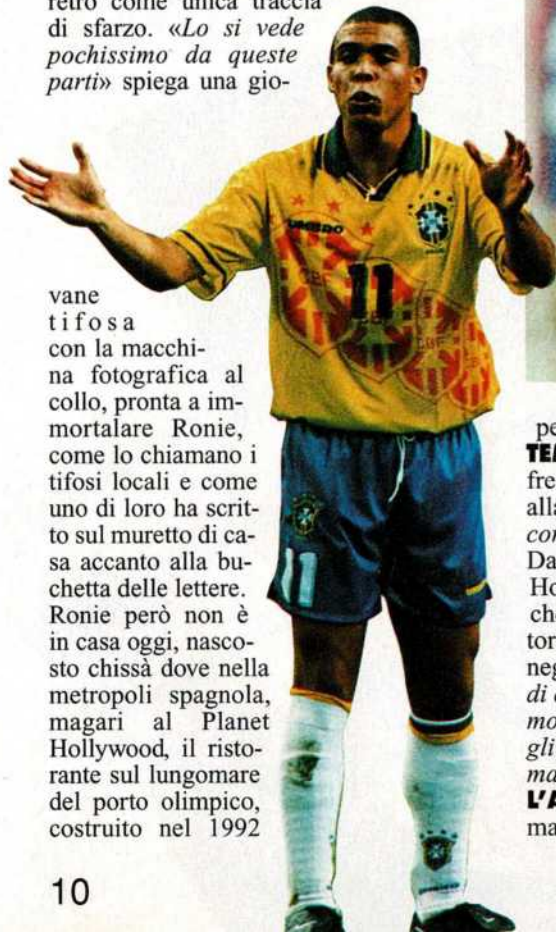 retro come unica traccia
di sfarzo. «Lo si vede
pochissimo da queste
parti» spiega una gio-
vane
tifosa
con la macchi-
na fotografica al
collo, pronta a im-
mortalare Ronie,
come lo chiamano i
tifosi locali e come
uno di loro ha scrit-
to sul muretto di ca-
sa accanto alla bu-
chetta delle lettere.
Ronie però non è
in casa oggi, nasco-
sto chissà dove nella
metropoli spagnola,
magari al Planet
Hollywood, il risto-
rante sul lungomare
del porto olimpico,
costruito nel 1992
10
UMBRO
11
CBF
CBF
11
pe
TEM
fre
alla
con
Da
Ho
che
tor
neg
di
mo
gli
ma
L'A
ma